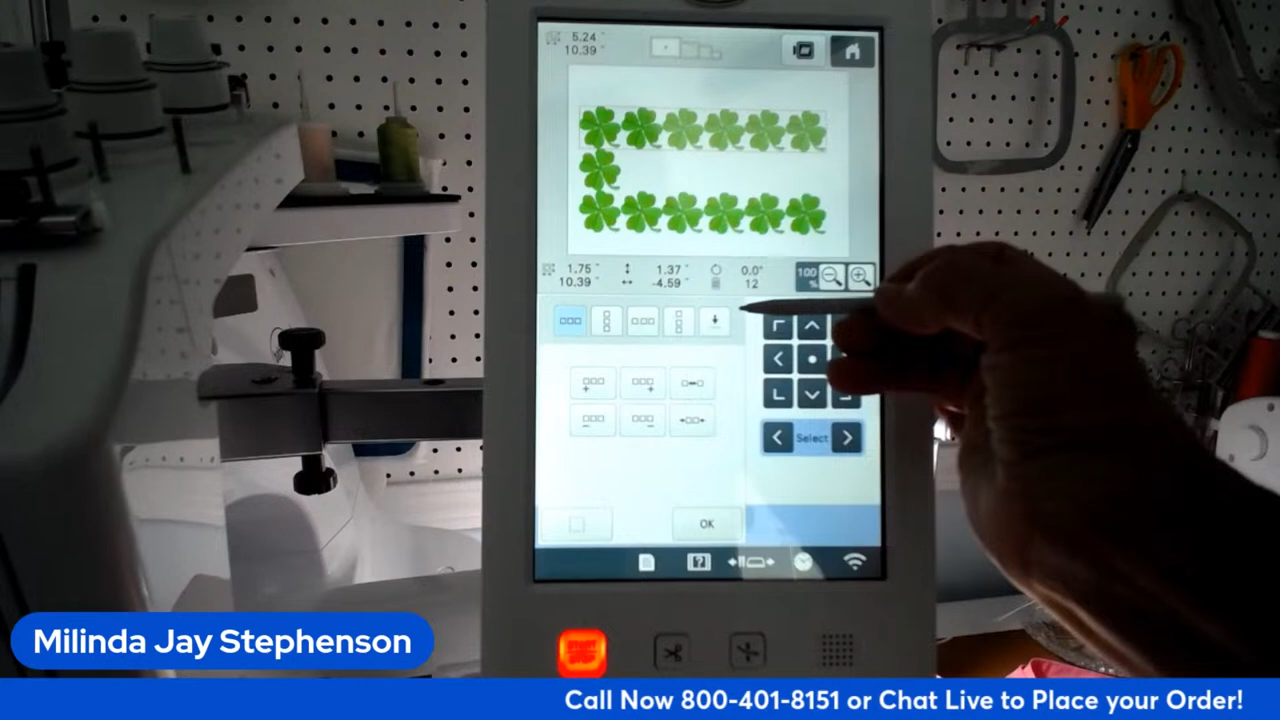 5.24 "
10.39 "
1.75 " 1.37 " 0.0°
10.39 " -4.59 " 12
100 %
Select
OK
Milinda Jay Stephenson
Call Now 800-401-8151 or Chat Live to Place your Order!